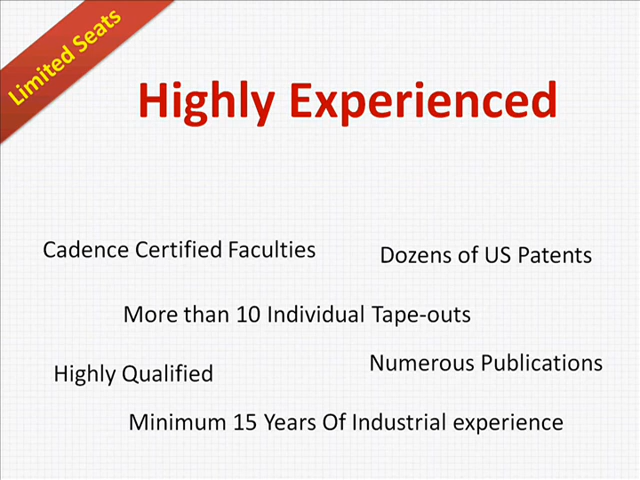 Limited Seats
Highly Experienced
Cadence Certified Faculties
Dozens of US Patents
More than 10 Individual Tape-outs
Numerous Publications
Highly Qualified
Minimum 15 Years Of Industrial experience